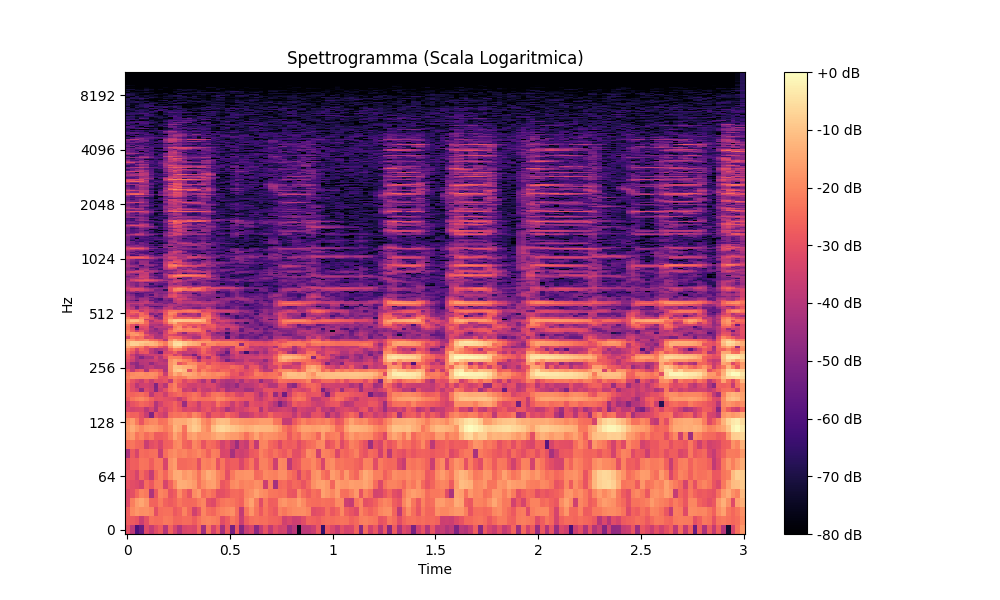 Spettrogramma (Scala Logaritmica)
Hz
8192
4096
2048
1024
512
256
128
64
0
0 0.5 1 1.5 2 2.5 3
Time
+0 dB
-10 dB
-20 dB
-30 dB
-40 dB
-50 dB
-60 dB
-70 dB
-80 dB